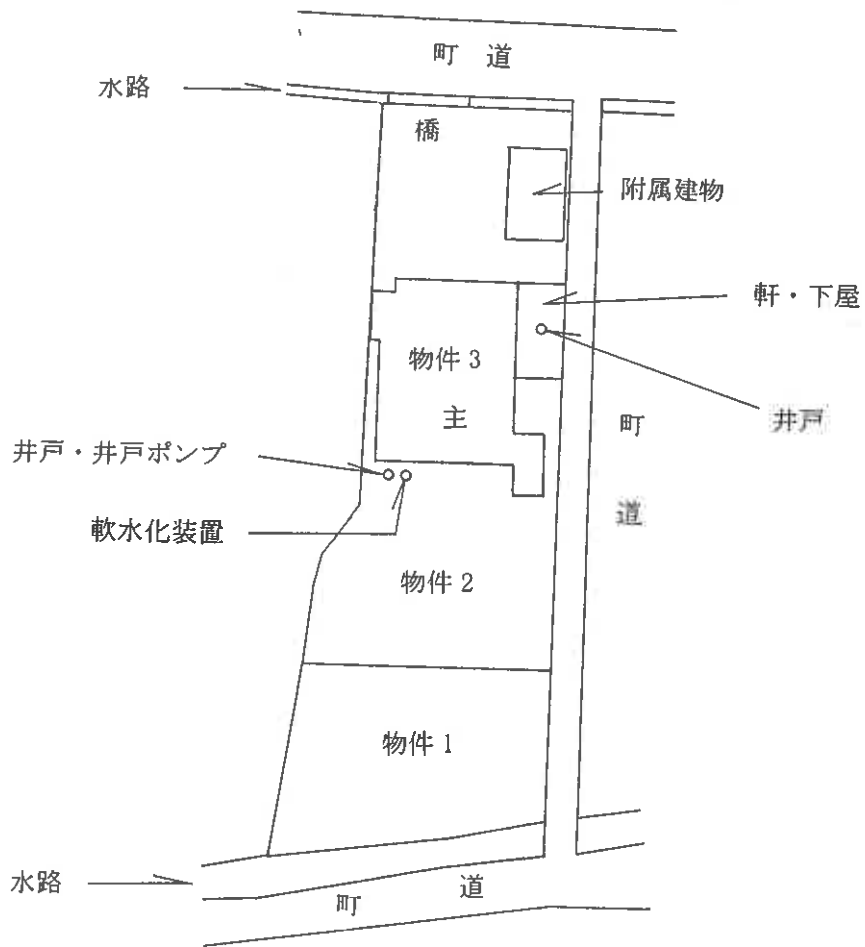 町 道
水路
橋
附属建物
軒・下屋
物件 3
主
井戸
町
道
井戸・井戸ポンプ
軟水化装置
物件 2
物件 1
水路
町 道